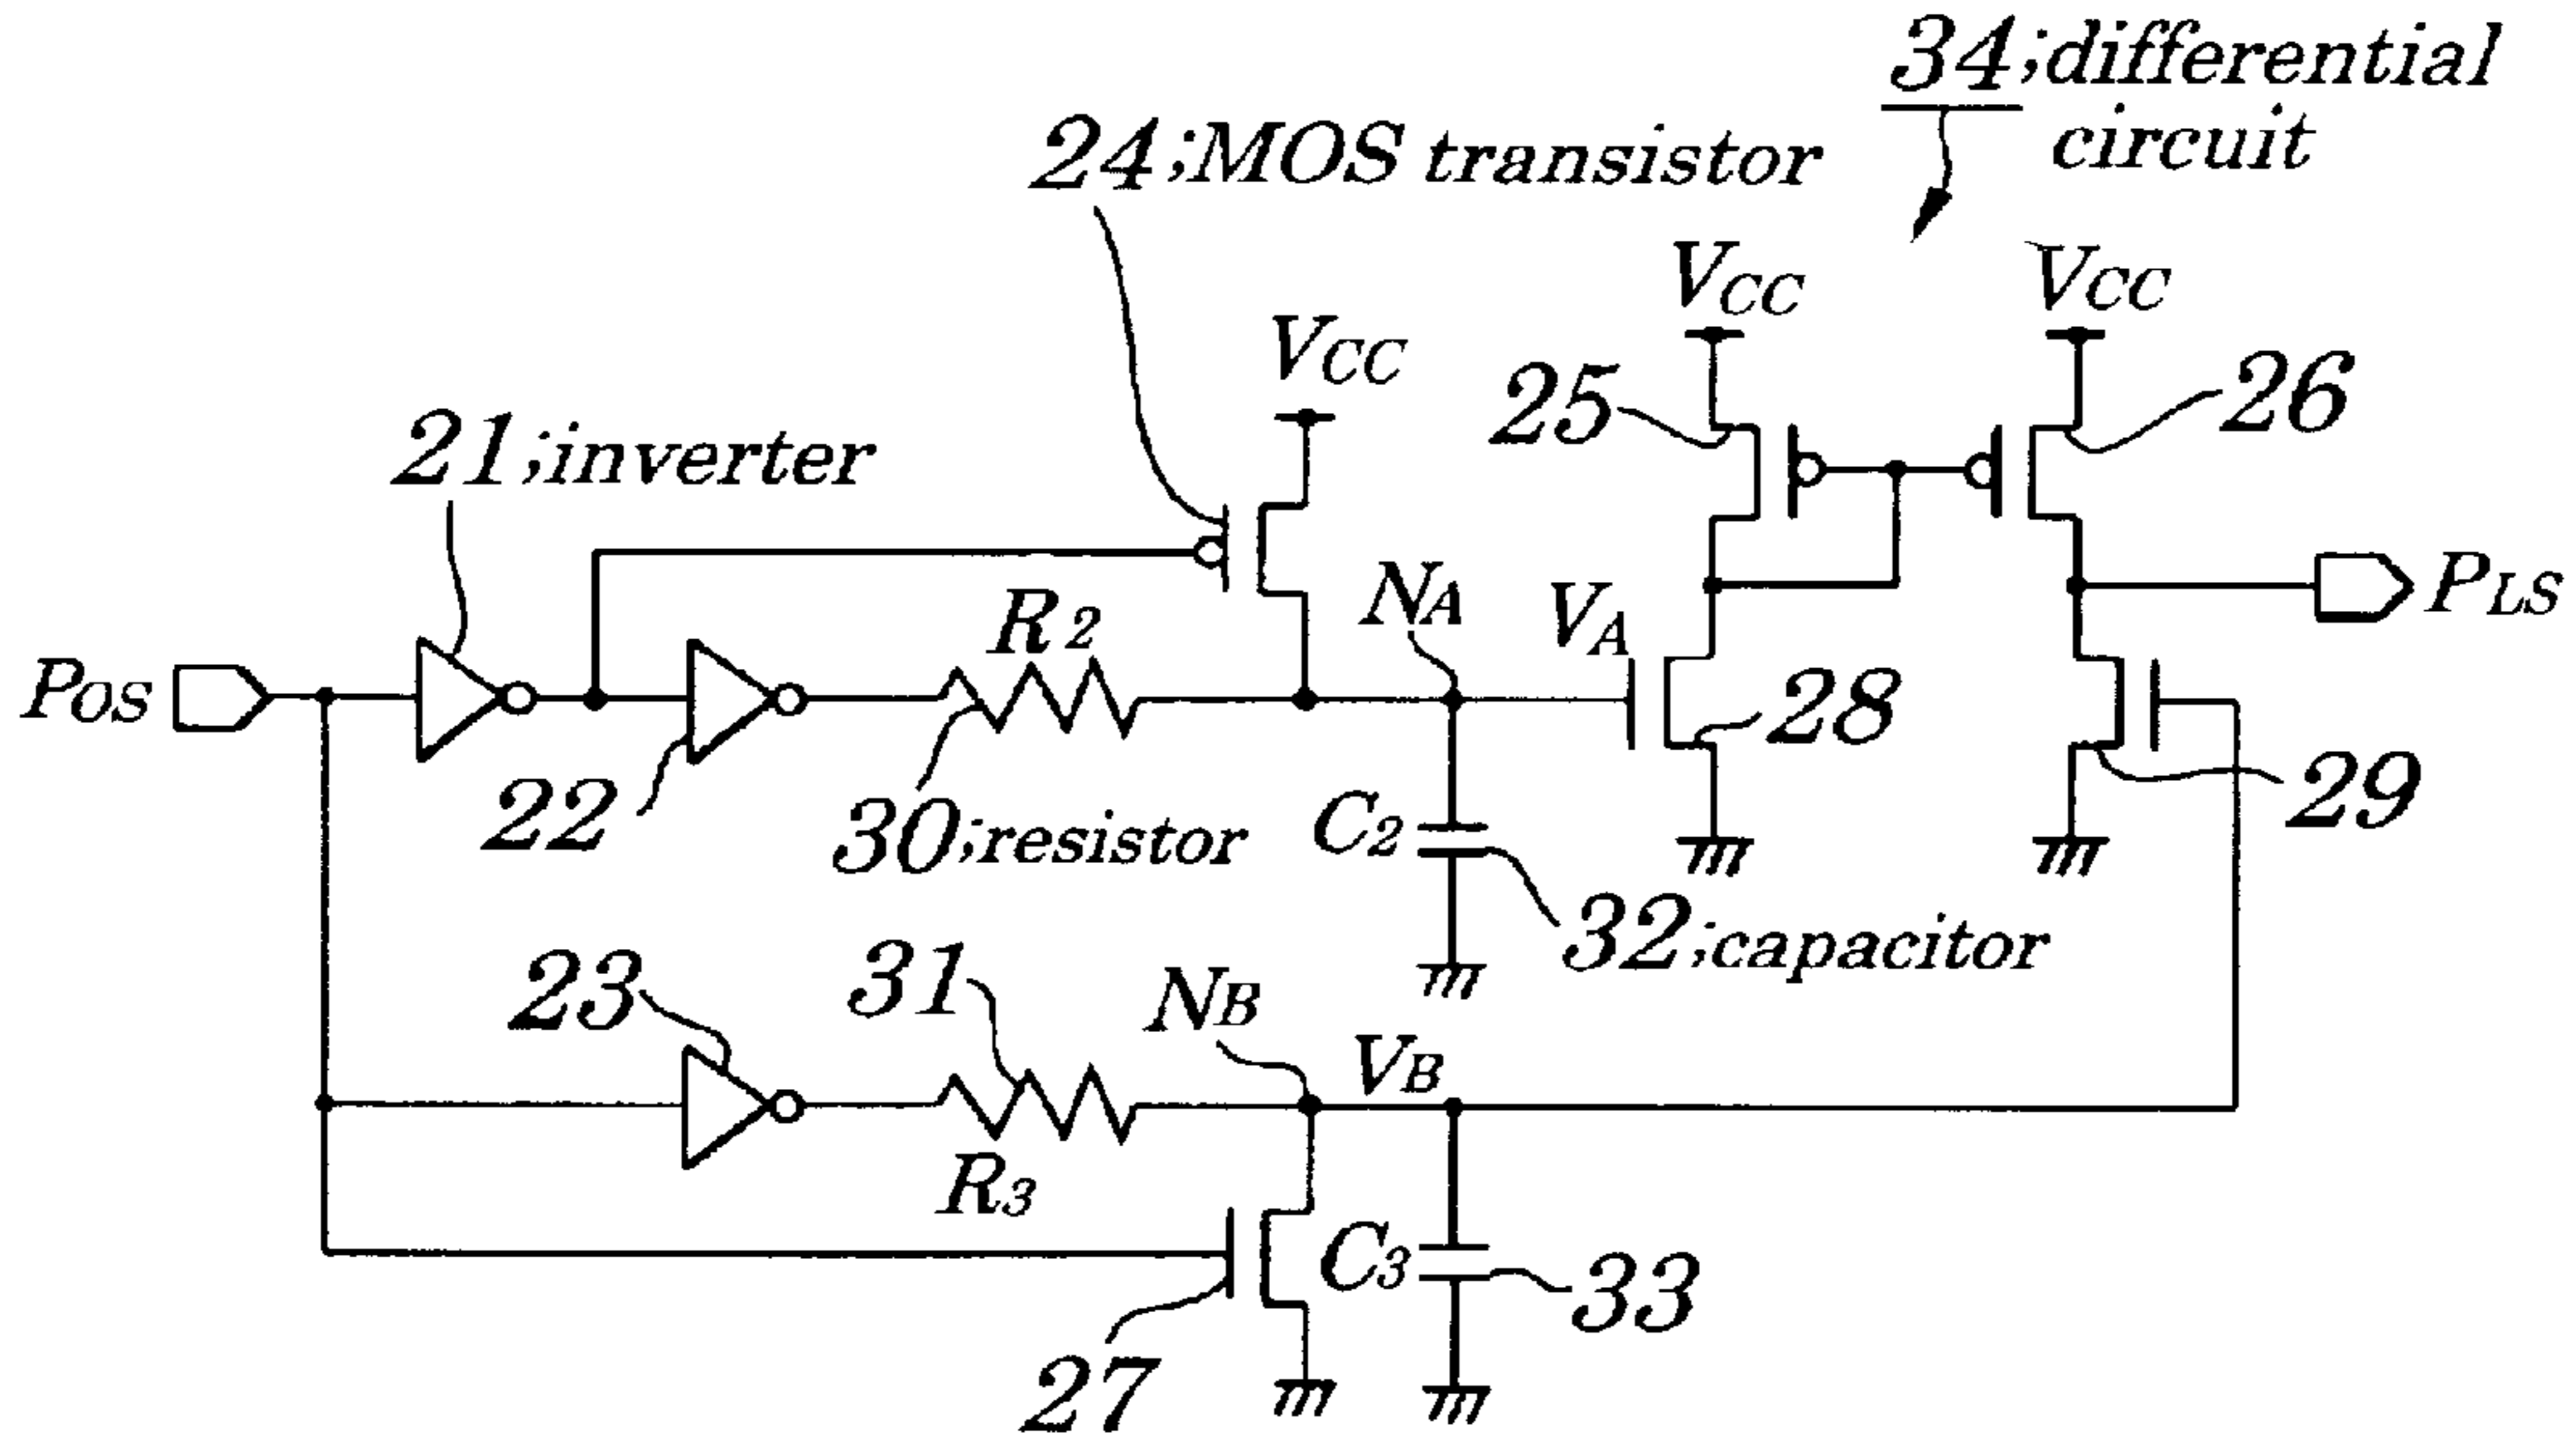 34;differential
circuit
24;MOS transistor
VCC
VCC
VCC
25
26
21;inverter
R2
NA
VA
PLS
POS
28
22
30;resistor
C2
29
32;capacitor
23
31
NB
VB
R3
C3
33
27